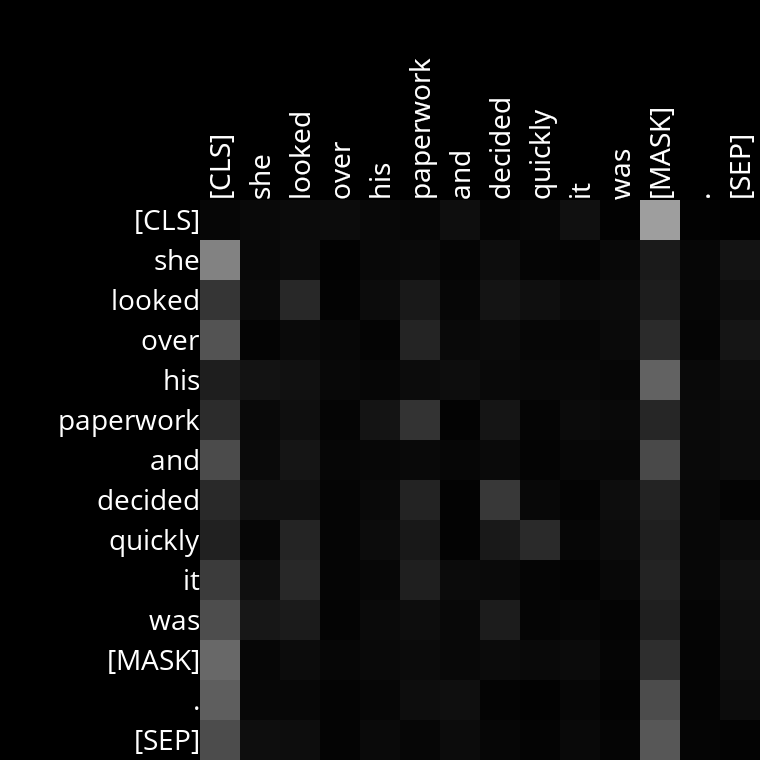 [CLS] she looked over his paperwork and decided quickly it was [MASK] . [SEP]
[CLS]
she
looked
over
his
paperwork
and
decided
quickly
it
was
[MASK]
.
[SEP]